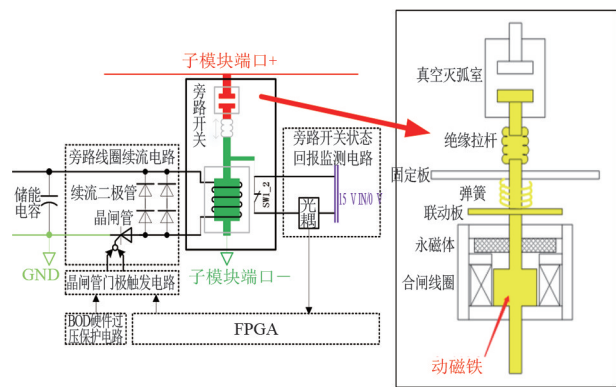 子模块端口+
旁路开关
旁路线圈续流电路
续流二极管
晶闸管
储能
电容
GND
晶闸管门极触发电路
BOD硬件过
压保护电路
FPGA
子模块端口－
旁路开关状态
回报监测电路
SW1_2
15 V IN/0 V
光耦
真空灭弧室
绝缘拉杆
固定板
弹簧
联动板
永磁体
合闸线圈
动磁铁